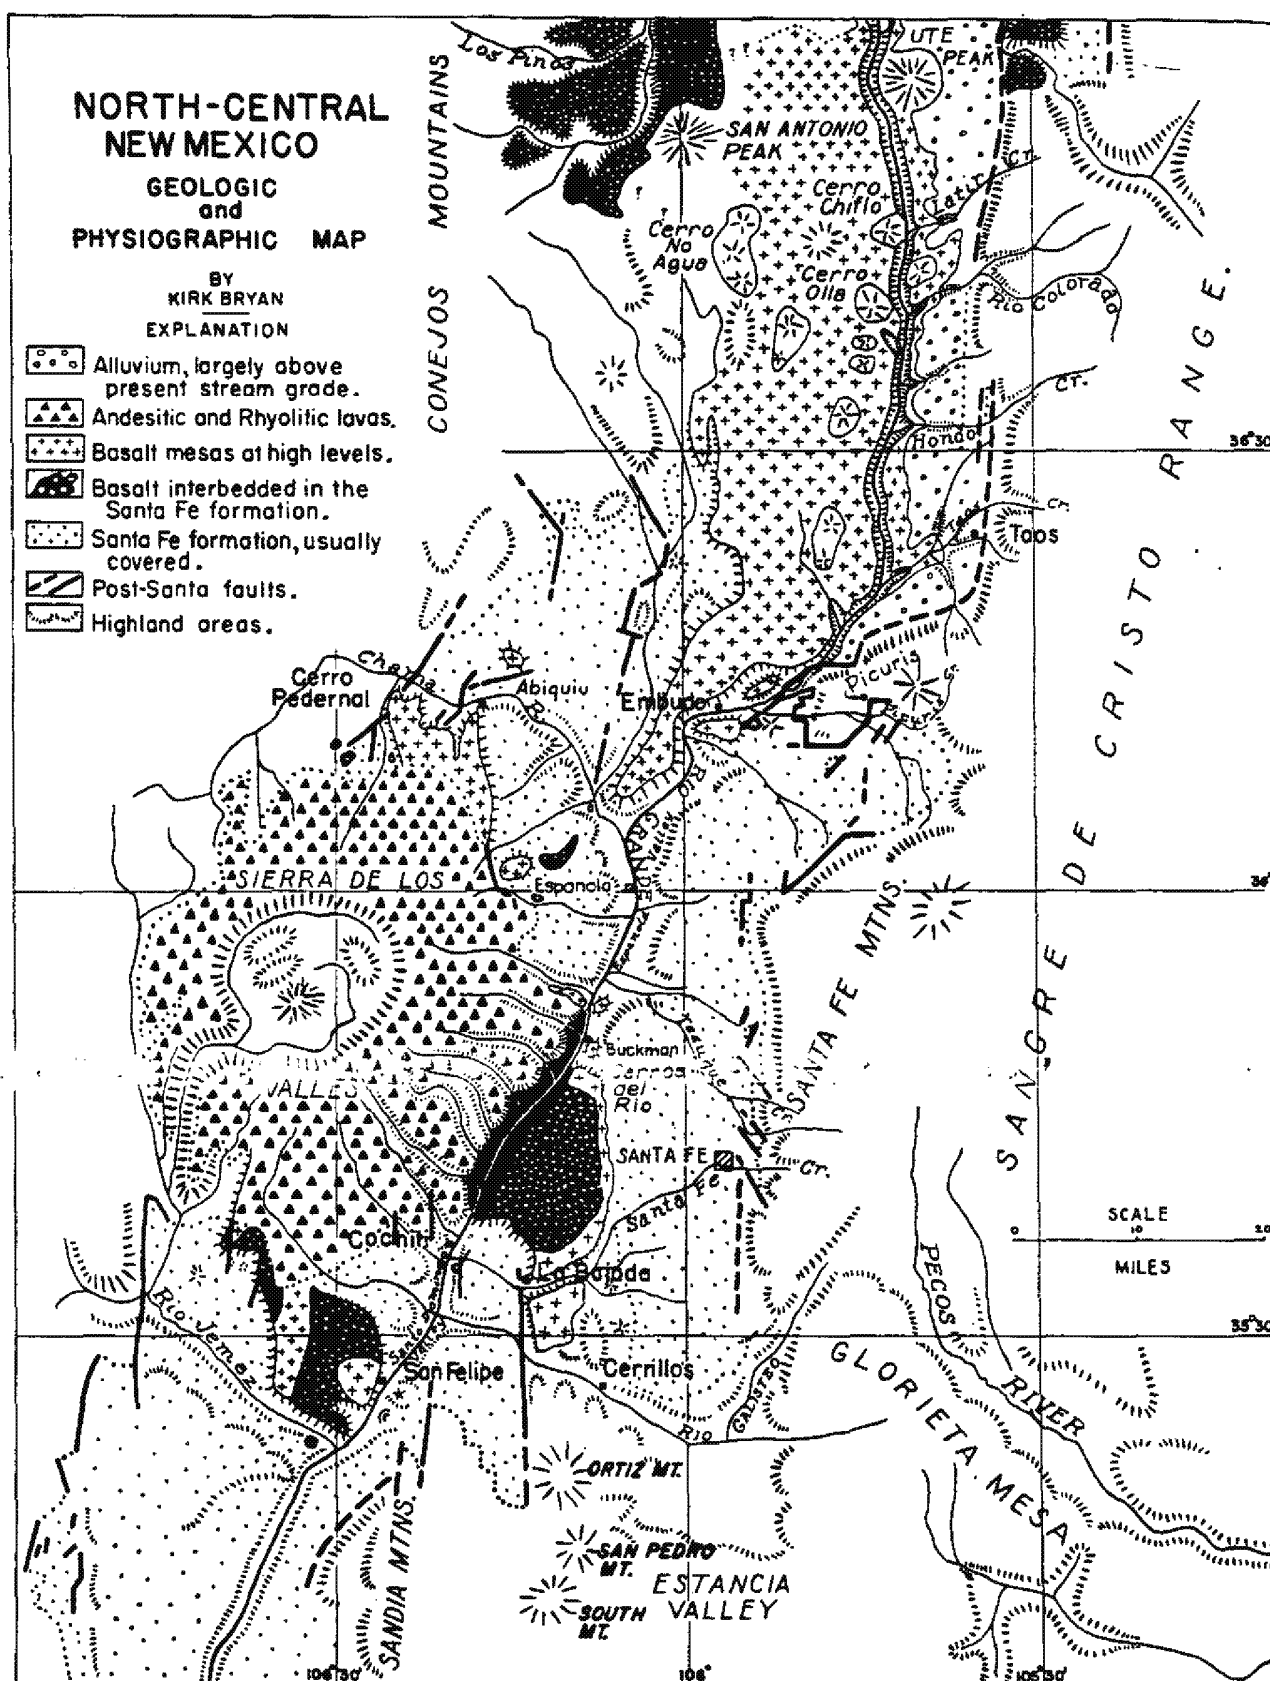 NORTH-CENTRAL
NEW MEXICO
GEOLOGIC
and
PHYSIOGRAPHIC MAP
BY
KIRK BRYAN
EXPLANATION
Alluvium, largely above
present stream grade.
Andesitic and Rhyolitic lavas.
Basalt mesas at high levels.
Basalt interbedded in the
Santa Fe formation.
Santa Fe formation, usually
covered.
Post-Santa faults.
Highland areas.
Los Pinos
CONEJOS MOUNTAINS
UTE
PEAK
SAN ANTONIO
PEAK
Cerro
Chiflo
Latir Cr.
Cerro
No
Agua
Cerro
Olla
Rio Colorado
Hondo
Cr.
36°30'
Taos Cr.
Taos
SANGRE DE CRISTO RANGE.
Cerro
Pedernal
Chama
R.
Abiquiu
Embudo
Picuris
RIO GRANDE
SIERRA DE LOS
VALLES
Espanola
36°
SANTA FE MTNS.
Buckman
Cerros
del
Rio
SANTA FE
Santa Fe
Cr.
Cochiti
La Bajada
SCALE
0 10 20
MILES
PECOS RIVER
35°30'
Rio Jemez
San Felipe
Cerrillos
GALISTEO
RIO
GLORIETA MESA
ORTIZ MT.
SAN PEDRO
MT.
SOUTH
MT.
ESTANCIA
VALLEY
SANDIA MTNS.
106°30'
106°
105°30'